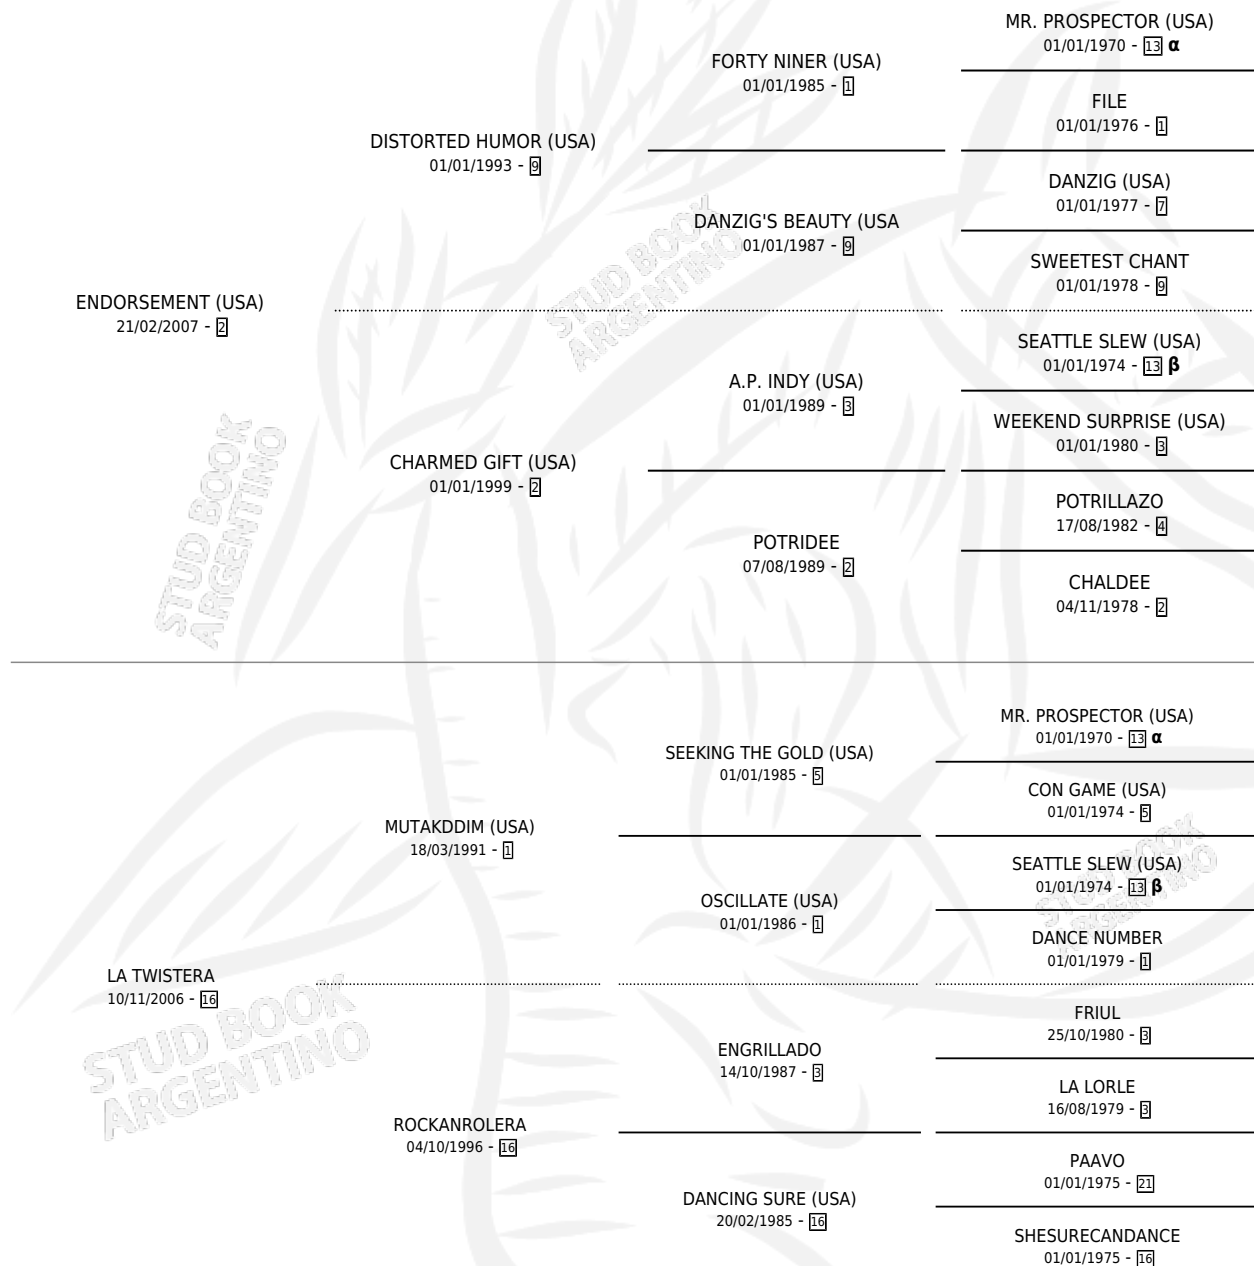 MR. PROSPECTOR (USA)
01/01/1970 - 13 α
FORTY NINER (USA)
01/01/1985 - 1
FILE
01/01/1976 - 1
DISTORTED HUMOR (USA)
01/01/1993 - 9
DANZIG (USA)
01/01/1977 - 7
DANZIG'S BEAUTY (USA
01/01/1987 - 9
SWEETEST CHANT
01/01/1978 - 9
ENDORSEMENT (USA)
21/02/2007 - 2
SEATTLE SLEW (USA)
01/01/1974 - 13 β
A.P. INDY (USA)
01/01/1989 - 3
WEEKEND SURPRISE (USA)
01/01/1980 - 3
CHARMED GIFT (USA)
01/01/1999 - 2
POTRILLAZO
17/08/1982 - 4
POTRIDEE
07/08/1989 - 2
CHALDEE
04/11/1978 - 2
STUD BOOK
ARGENTINO
STUD BOOK
ARGENTINO
MR. PROSPECTOR (USA)
01/01/1970 - 13 α
SEEKING THE GOLD (USA)
01/01/1985 - 5
CON GAME (USA)
01/01/1974 - 5
MUTAKDDIM (USA)
18/03/1991 - 1
SEATTLE SLEW (USA)
01/01/1974 - 13 β
OSCILLATE (USA)
01/01/1986 - 1
DANCE NUMBER
01/01/1979 - 1
LA TWISTERA
10/11/2006 - 16
FRIUL
25/10/1980 - 3
ENGRILLADO
14/10/1987 - 3
LA LORLE
16/08/1979 - 3
ROCKANROLERA
04/10/1996 - 16
PAAVO
01/01/1975 - 21
DANCING SURE (USA)
20/02/1985 - 16
SHESURECANDANCE
01/01/1975 - 16
STUD BOOK
ARGENTINO
STUD BOOK
ARGENTINO